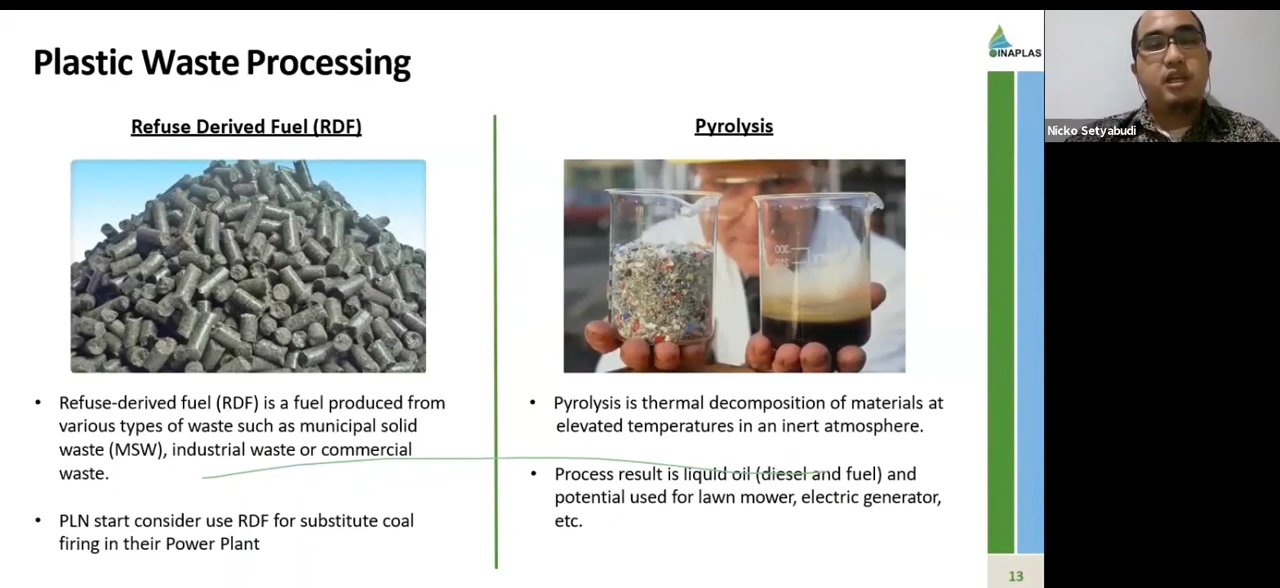 Plastic Waste Processing
Refuse Derived Fuel (RDF)
• Refuse-derived fuel (RDF) is a fuel produced from
various types of waste such as municipal solid
waste (MSW), industrial waste or commercial
waste.
• PLN start consider use RDF for substitute coal
firing in their Power Plant
Pyrolysis
• Pyrolysis is thermal decomposition of materials at
elevated temperatures in an inert atmosphere.
• Process result is liquid oil (diesel and fuel) and
potential used for lawn mower, electric generator,
etc.
INAPLAS
13
Nicko Setyabudi